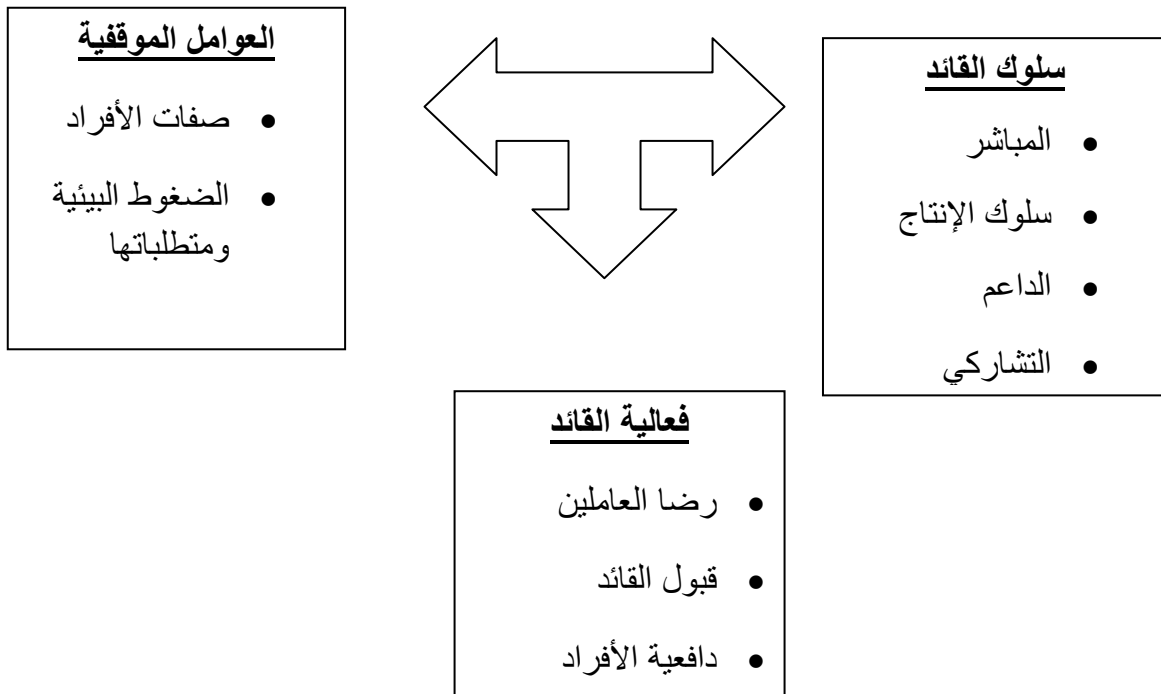 سلوك القائد
المباشر
سلوك الإنتاج
الداعم
التشاركي
العوامل الموقفية
صفات الأفراد
الضغوط البيئية
ومتطلباتها
فعالية القائد
رضا العاملين
قبول القائد
دافعية الأفراد